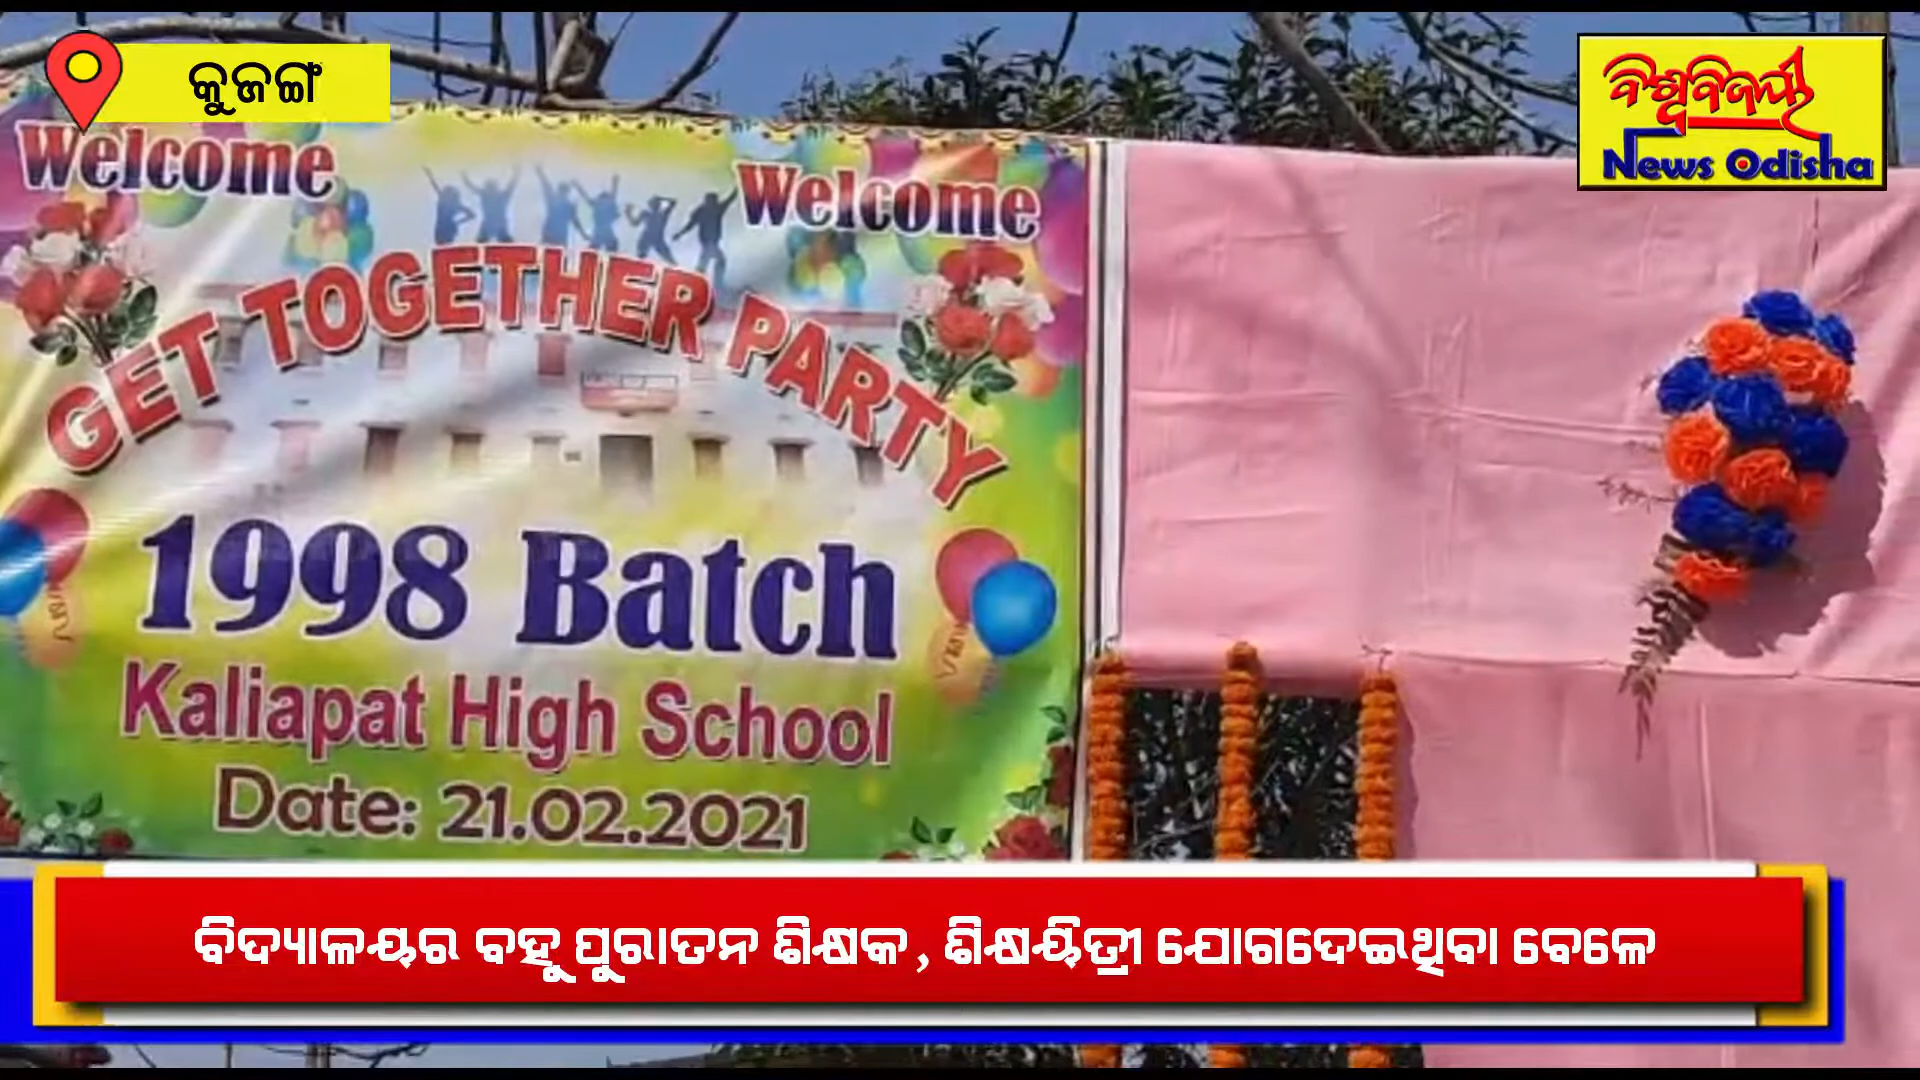 କୁଜଙ୍ଗ
ବିଶ୍ୱବିଜୟୀ
News Odisha
Welcome
Welcome
GET TOGETHER PARTY
1998 Batch
Kaliapat High School
Date: 21.02.2021
ବିଦ୍ୟାଳୟର ବହୁ ପୁରାତନ ଶିକ୍ଷକ, ଶିକ୍ଷୟିତ୍ରୀ ଯୋଗଦେଇଥିବା ବେଳେ